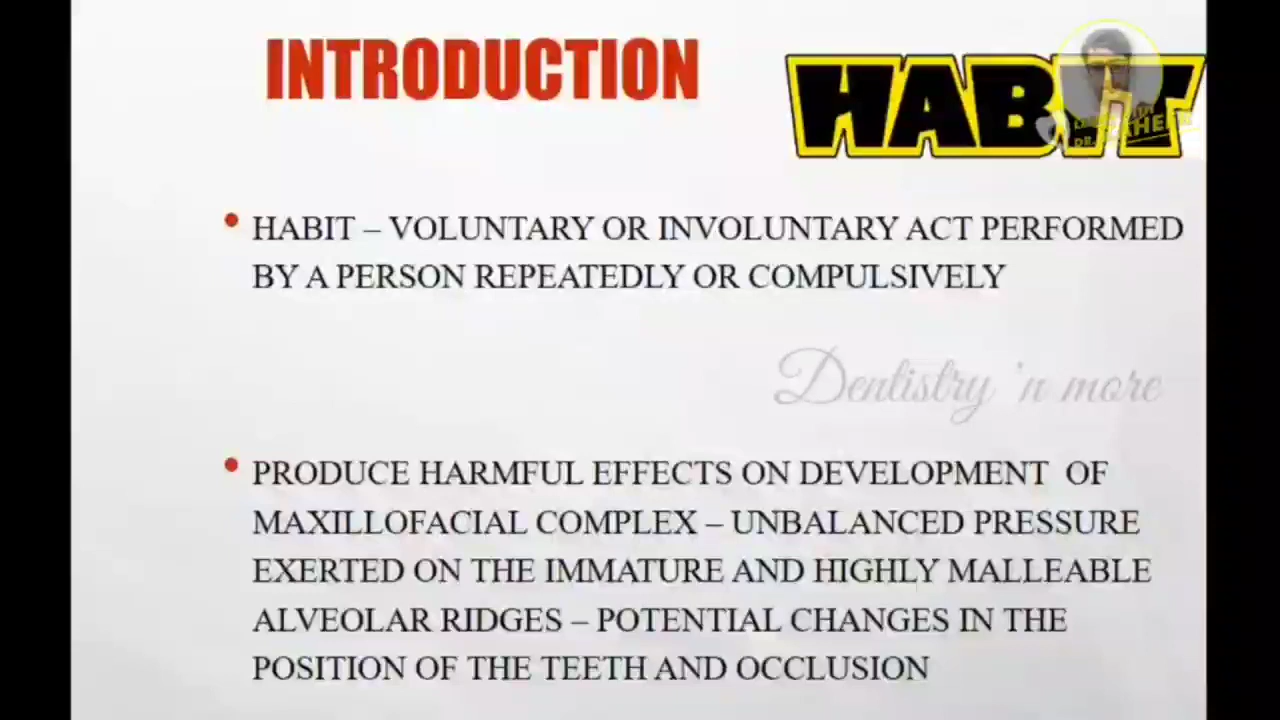 INTRODUCTION
HABIT
• HABIT – VOLUNTARY OR INVOLUNTARY ACT PERFORMED
BY A PERSON REPEATEDLY OR COMPULSIVELY
Dentistry 'n more
• PRODUCE HARMFUL EFFECTS ON DEVELOPMENT OF
MAXILLOFACIAL COMPLEX – UNBALANCED PRESSURE
EXERTED ON THE IMMATURE AND HIGHLY MALLEABLE
ALVEOLAR RIDGES – POTENTIAL CHANGES IN THE
POSITION OF THE TEETH AND OCCLUSION